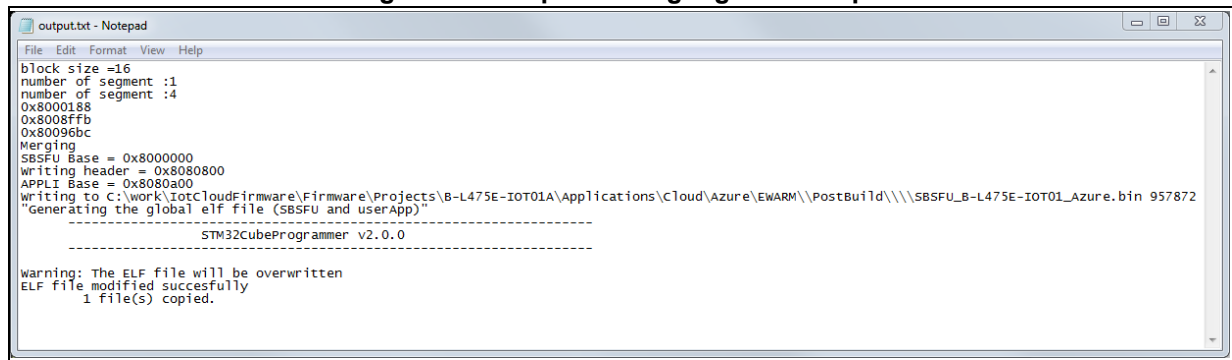 output.txt - Notepad
File Edit Format View Help
block size =16
number of segment :1
number of segment :4
0x8000188
0x8008ffb
0x80096bc
Merging
SBSFU Base = 0x8000000
Writing header = 0x8080800
APPLI Base = 0x8080a00
Writing to C:\work\IotCloudFirmware\Firmware\Projects\B-L475E-IOT01A\Applications\Cloud\Azure\EWARM\\PostBuild\\\\SBSFU_B-L475E-IOT01_Azure.bin 957872
"Generating the global elf file (SBSFU and userApp)"
-------------------------------------------------------------------
STM32CubeProgrammer v2.0.0
-------------------------------------------------------------------
Warning: The ELF file will be overwritten
ELF file modified succesfully
1 file(s) copied.